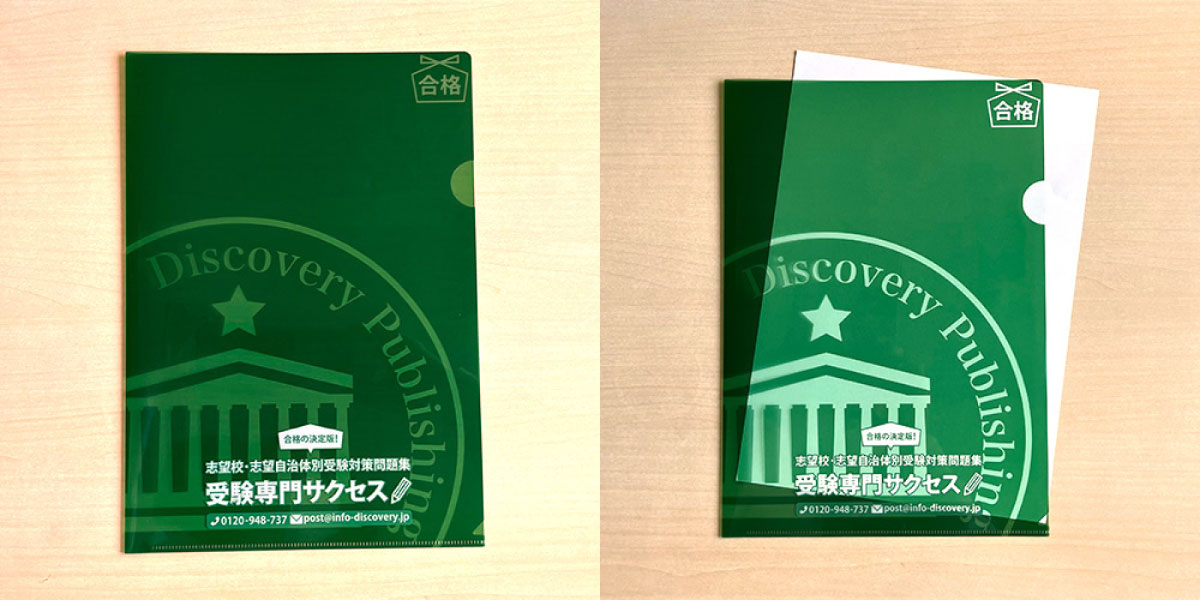 合格
Discovery Publishing
合格の決定版！
志望校・志望自治体別受験対策問題集
受験専門サクセス
0120-948-737 post@info-discovery.jp
合格
Discovery Publishing
合格の決定版！
志望校・志望自治体別受験対策問題集
受験専門サクセス
0120-948-737 post@info-discovery.jp